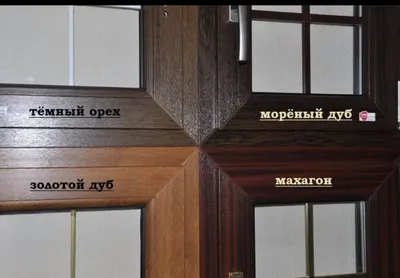 тёмный орех
морёный дуб
золотой дуб
махагон